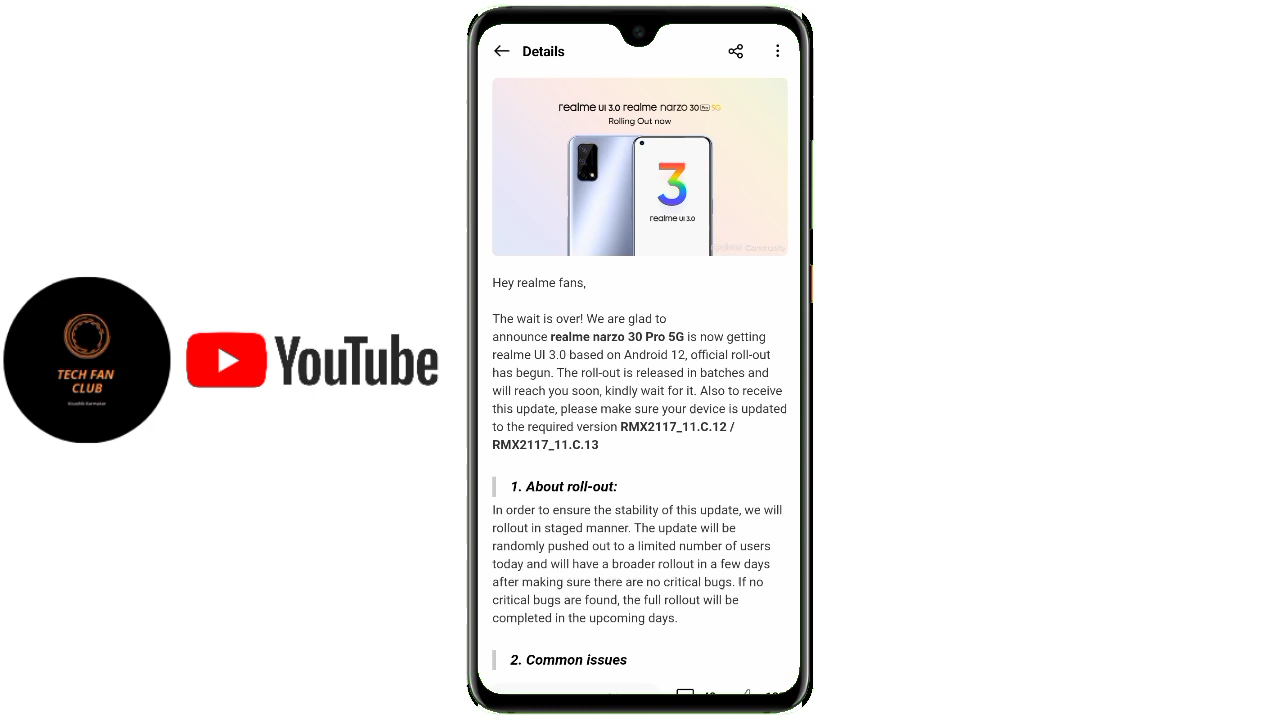 Details
realme UI 3.0 realme narzo 30 Pro 5G
Rolling Out now
3
realme UI 3.0
realme Community
Hey realme fans,
The wait is over! We are glad to
announce realme narzo 30 Pro 5G is now getting
realme UI 3.0 based on Android 12, official roll-out
has begun. The roll-out is released in batches and
will reach you soon, kindly wait for it. Also to receive
this update, please make sure your device is updated
to the required version RMX2117_11.C.12 /
RMX2117_11.C.13
1. About roll-out:
In order to ensure the stability of this update, we will
rollout in staged manner. The update will be
randomly pushed out to a limited number of users
today and will have a broader rollout in a few days
after making sure there are no critical bugs. If no
critical bugs are found, the full rollout will be
completed in the upcoming days.
2. Common issues
TECH FAN
CLUB
YouTube